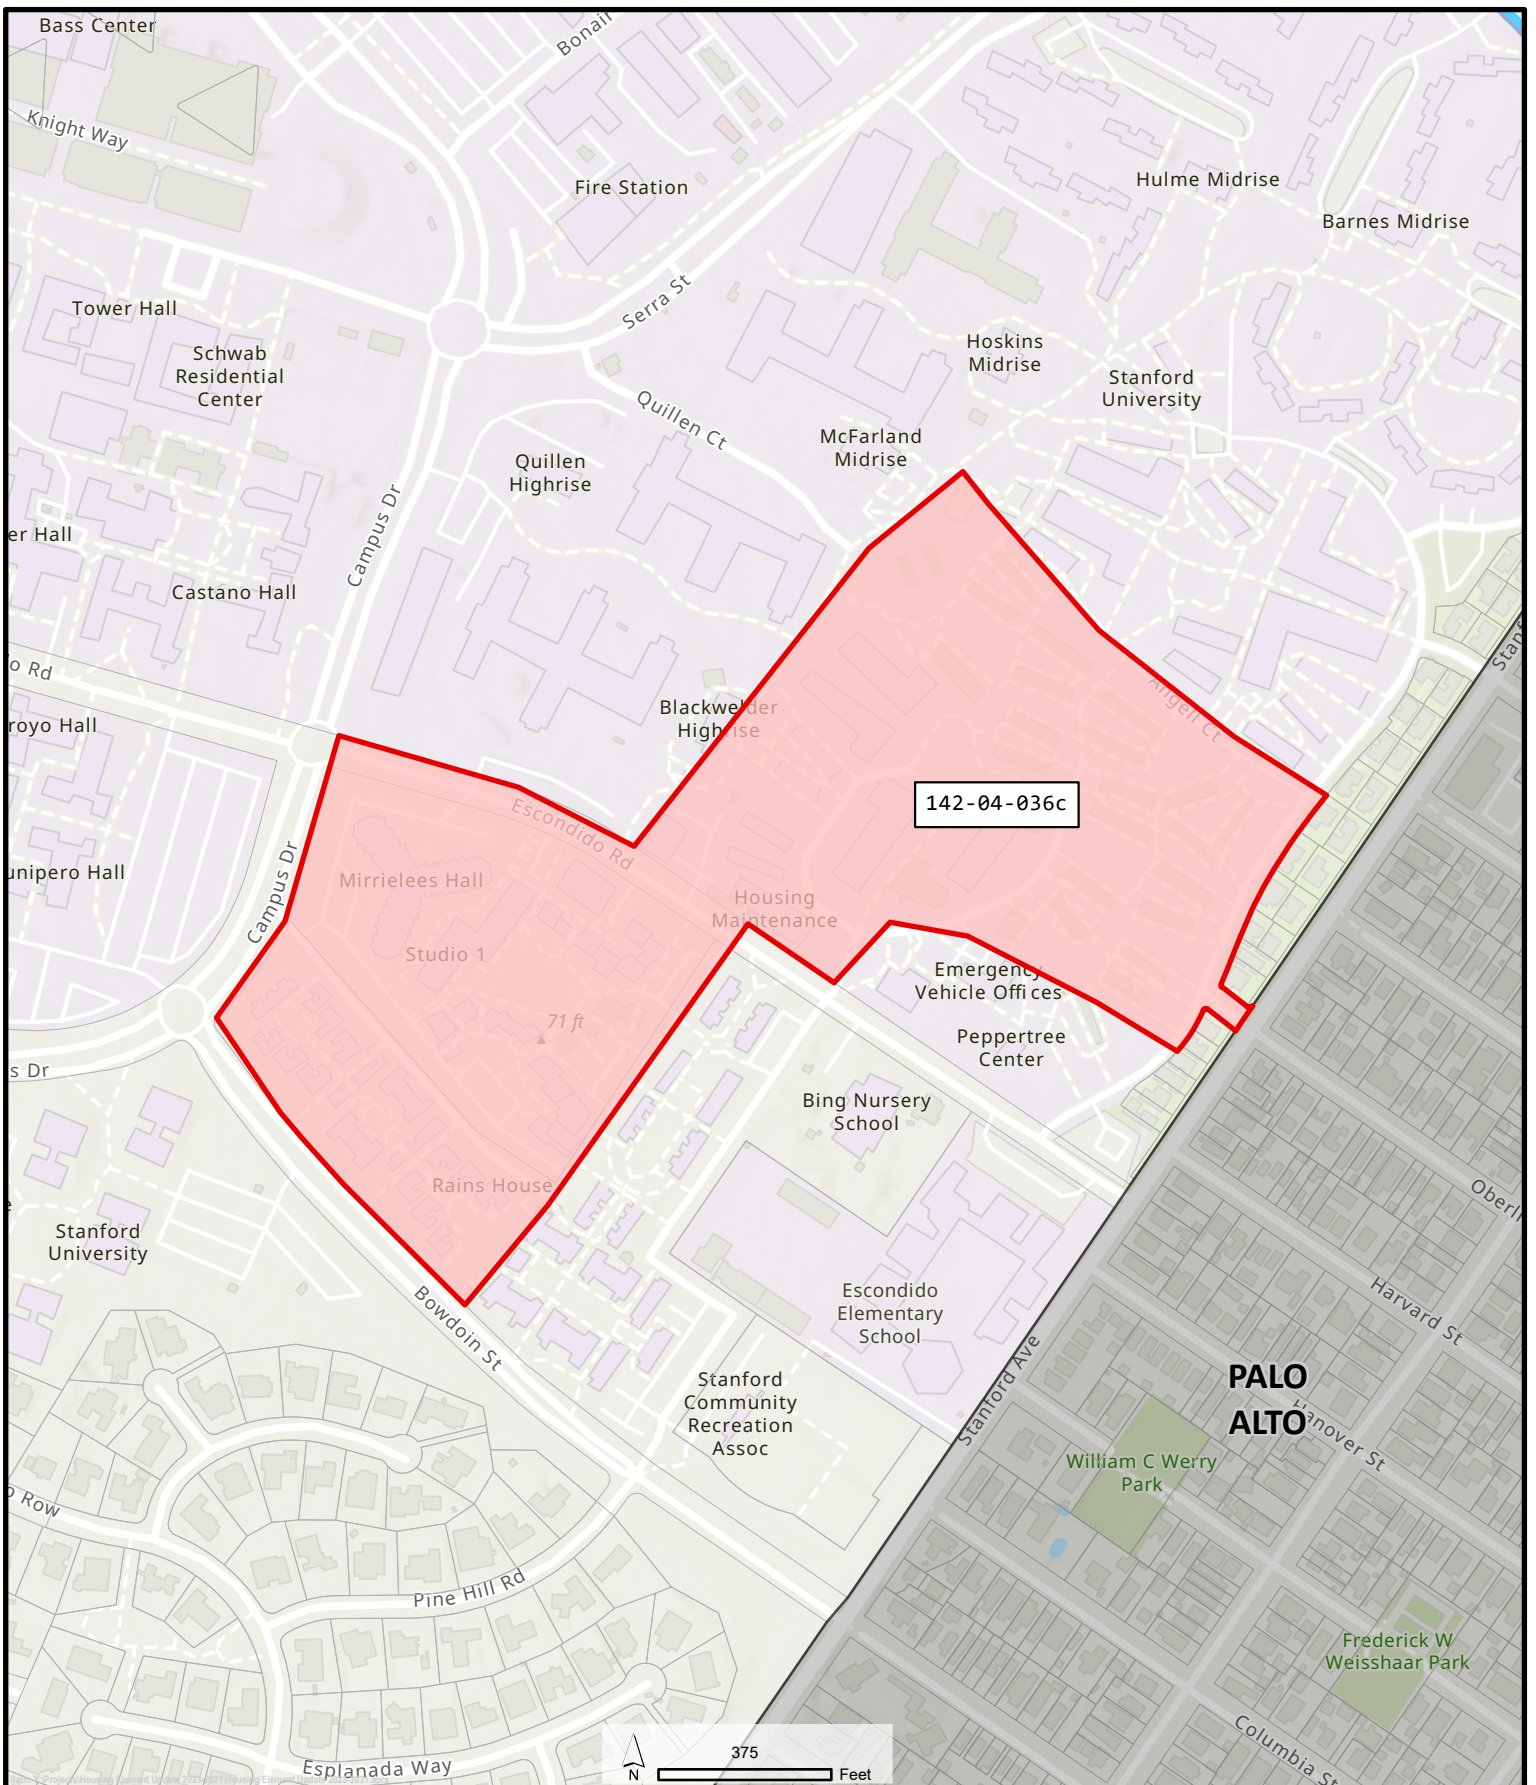 Bass Center
Bonair
Knight Way
Fire Station
Hulme Midrise
Barnes Midrise
Tower Hall
Serra St
Schwab
Residential
Center
Hoskins
Midrise
Stanford
University
Quillen Ct
McFarland
Midrise
Quillen
Highrise
Campus Dr
er Hall
Castano Hall
o Rd
royo Hall
Stanf
Blackwelder
Highrise
Angell Ct
142-04-036c
Escondido Rd
unipero Hall
Mirrielees Hall
Campus Dr
Housing
Maintenance
Studio 1
Emergency
Vehicle Offices
71 ft
Peppertree
Center
s Dr
Bing Nursery
School
Rains House
Oberl
e
Stanford
University
Escondido
Elementary
School
Harvard St
Bowdoin St
Stanford Ave
PALO
ALTO
Stanford
Community
Recreation
Assoc
Hanover St
William C Werry
Park
o Row
Pine Hill Rd
Frederick W
Weisshaar Park
Columbia St
Esplanada Way
375
N
Feet